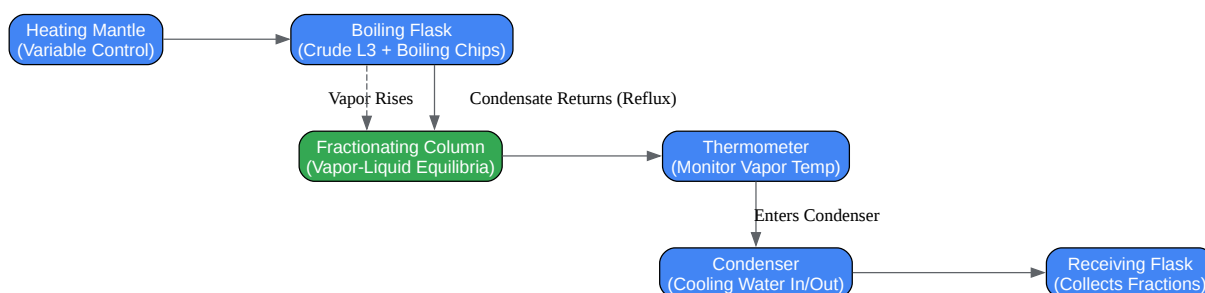 Heating Mantle
(Variable Control)
Boiling Flask
(Crude L3 + Boiling Chips)
Vapor Rises
Condensate Returns (Reflux)
Fractionating Column
(Vapor-Liquid Equilibria)
Thermometer
(Monitor Vapor Temp)
Enters Condenser
Condenser
(Cooling Water In/Out)
Receiving Flask
(Collects Fractions)